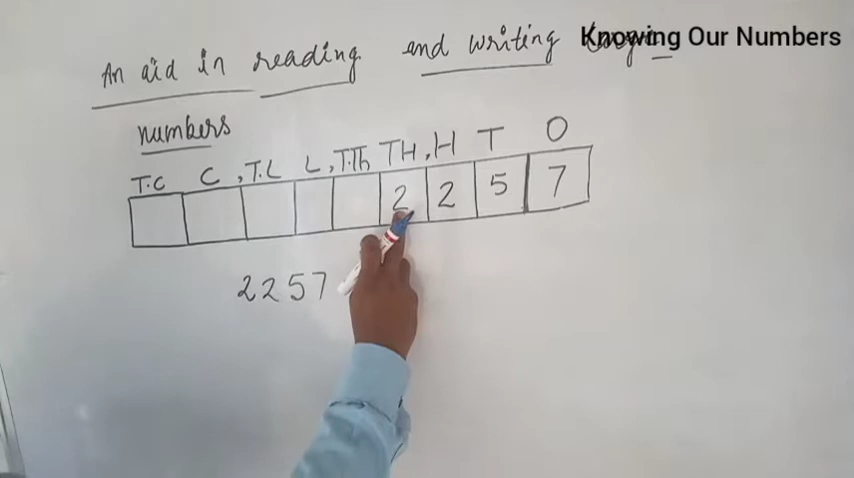 Knowing Our Numbers
An aid in reading and writing
numbers
T.C C , T.L L , T.Th TH , H T O
2 2 5 7
2257